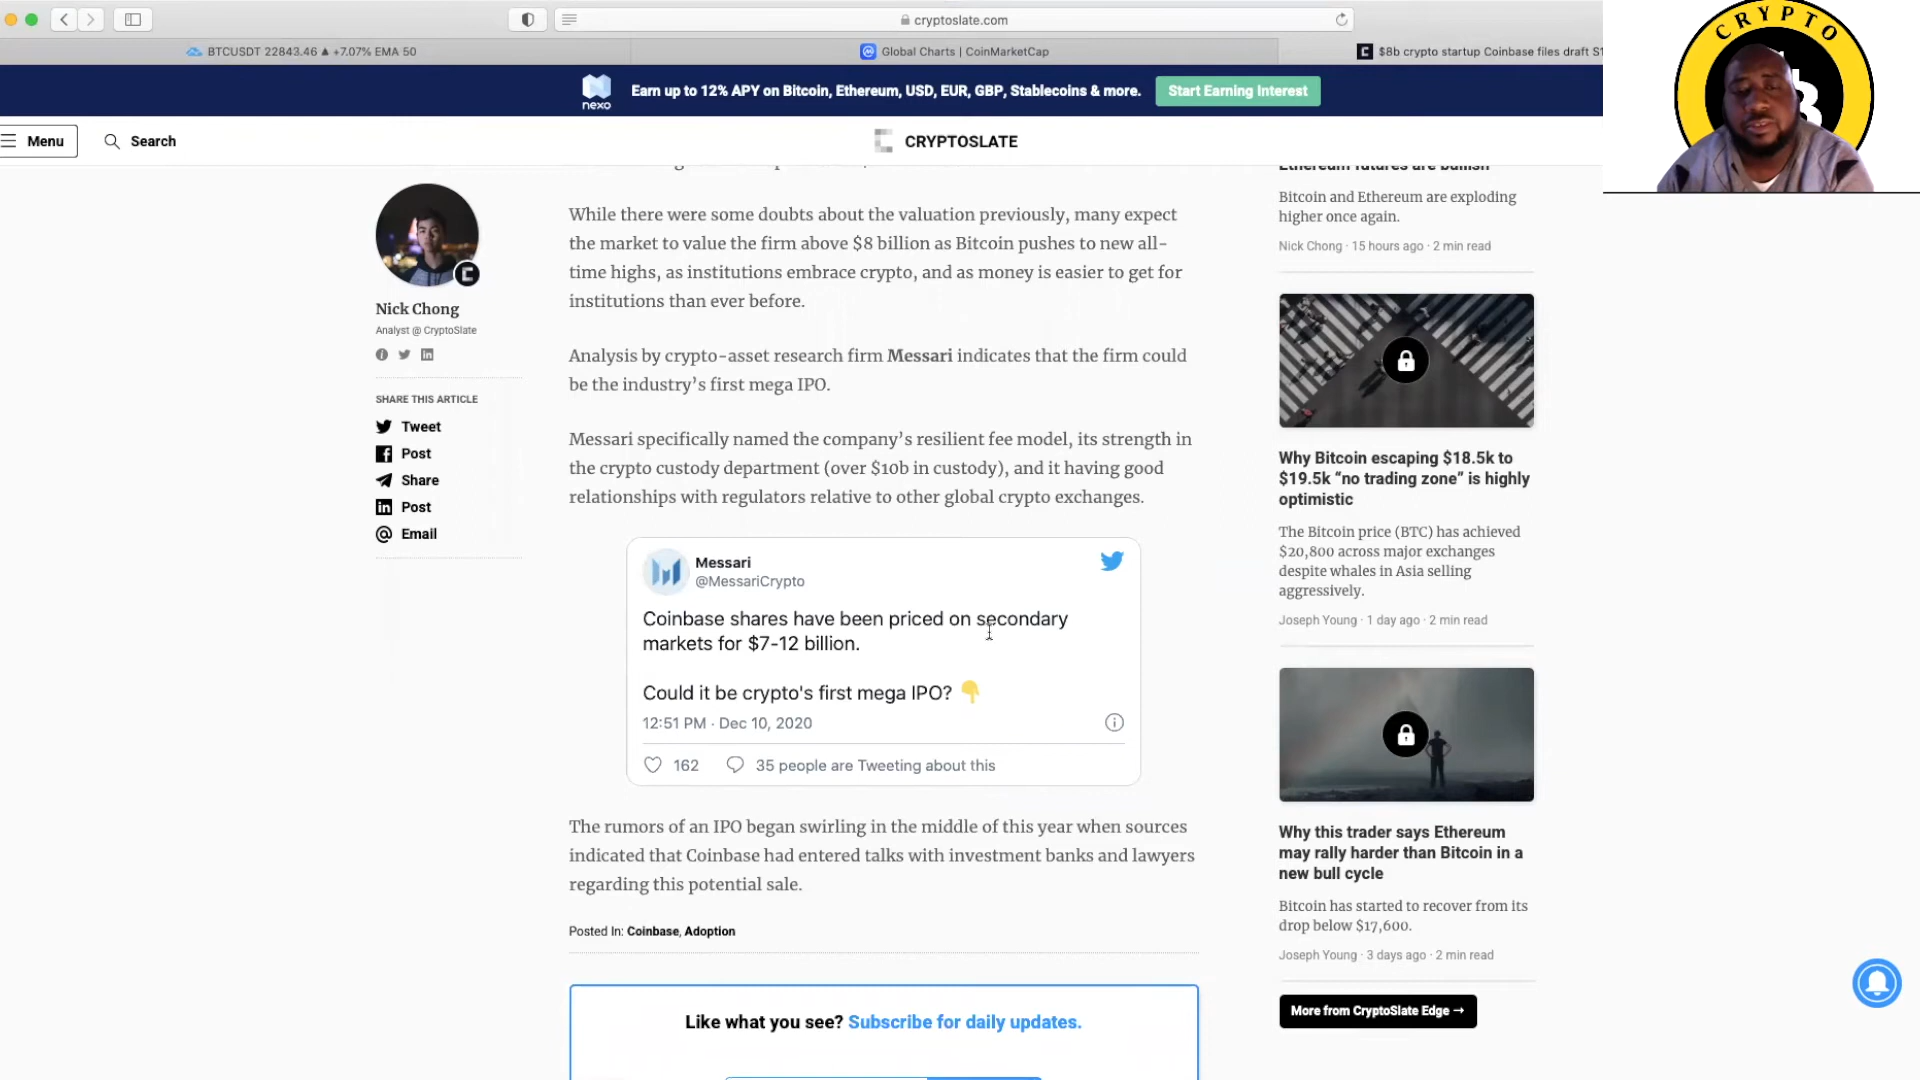 cryptoslate.com
BTCUSDT 22843.46 ▲ +7.07% EMA 50
Global Charts | CoinMarketCap
$8b crypto startup Coinbase files draft S1
nexo
Earn up to 12% APY on Bitcoin, Ethereum, USD, EUR, GBP, Stablecoins & more.
Start Earning Interest
CRYPTO
Menu
Search
CRYPTOSLATE
Nick Chong
Analyst @ CryptoSlate
SHARE THIS ARTICLE
Tweet
Post
Share
Post
Email
While there were some doubts about the valuation previously, many expect
the market to value the firm above $8 billion as Bitcoin pushes to new all-
time highs, as institutions embrace crypto, and as money is easier to get for
institutions than ever before.
Analysis by crypto-asset research firm Messari indicates that the firm could
be the industry's first mega IPO.
Messari specifically named the company's resilient fee model, its strength in
the crypto custody department (over $10b in custody), and it having good
relationships with regulators relative to other global crypto exchanges.
Messari
@MessariCrypto
Coinbase shares have been priced on secondary
markets for $7-12 billion.
Could it be crypto's first mega IPO? 👇
12:51 PM · Dec 10, 2020
162
35 people are Tweeting about this
The rumors of an IPO began swirling in the middle of this year when sources
indicated that Coinbase had entered talks with investment banks and lawyers
regarding this potential sale.
Posted In: Coinbase, Adoption
Like what you see? Subscribe for daily updates.
Ethereum futures are bullish
Bitcoin and Ethereum are exploding
higher once again.
Nick Chong · 15 hours ago · 2 min read
Why Bitcoin escaping $18.5k to
$19.5k “no trading zone” is highly
optimistic
The Bitcoin price (BTC) has achieved
$20,800 across major exchanges
despite whales in Asia selling
aggressively.
Joseph Young · 1 day ago · 2 min read
Why this trader says Ethereum
may rally harder than Bitcoin in a
new bull cycle
Bitcoin has started to recover from its
drop below $17,600.
Joseph Young · 3 days ago · 2 min read
More from CryptoSlate Edge →